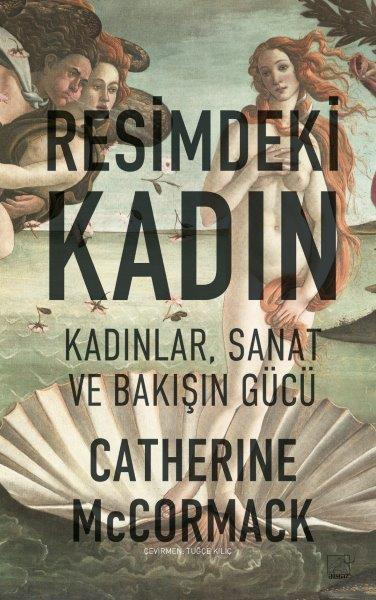 RESİMDEKİ
KADIN
KADINLAR, SANAT
VE BAKIŞIN GÜCÜ
CATHERINE
McCORMACK
ÇEVİRMEN: TUĞÇE KILIÇ